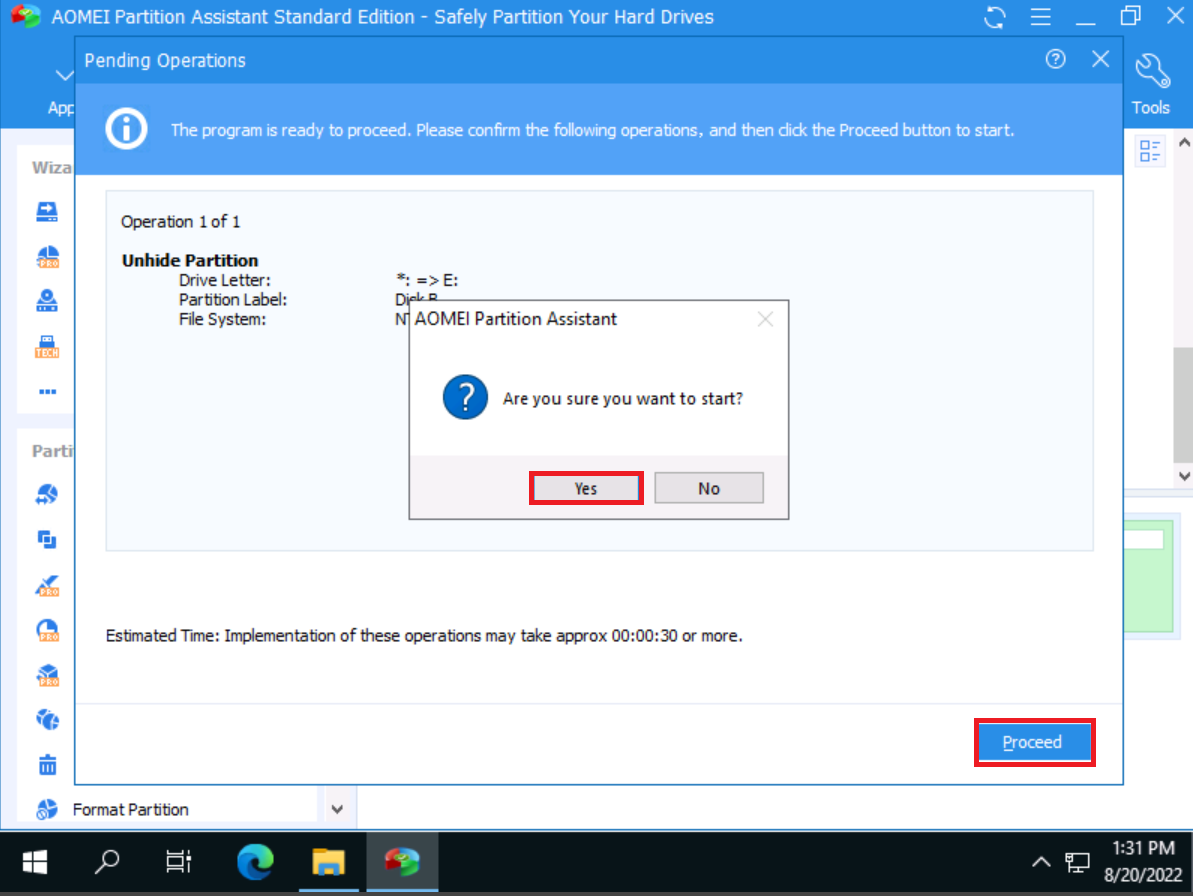 AOMEI Partition Assistant Standard Edition - Safely Partition Your Hard Drives
Pending Operations
App
Tools
The program is ready to proceed. Please confirm the following operations, and then click the Proceed button to start.
Wiza
PRO
TECH
Operation 1 of 1
Unhide Partition
Drive Letter: *: => E:
Partition Label:
File System:
AOMEI Partition Assistant
Are you sure you want to start?
Yes No
Parti
PRO
PRO
PRO
Estimated Time: Implementation of these operations may take approx 00:00:30 or more.
Proceed
Format Partition
1:31 PM
8/20/2022